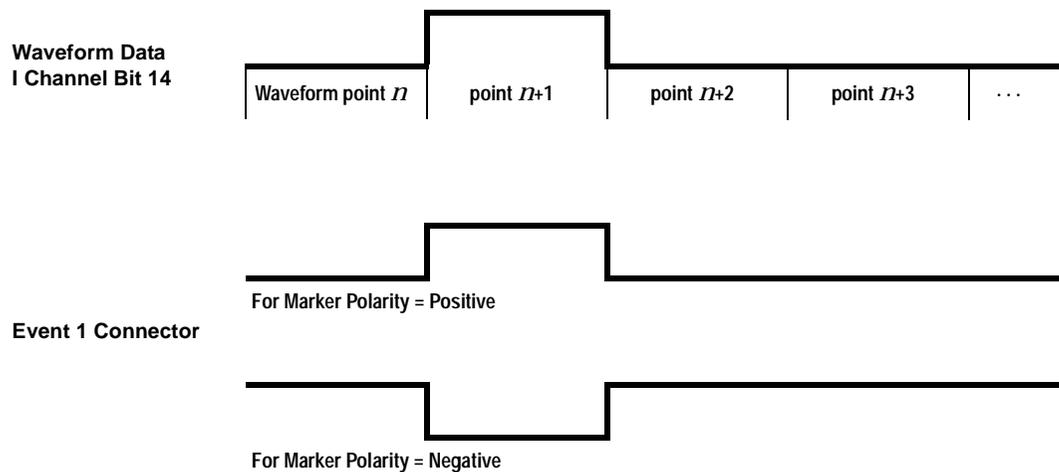 Waveform Data
I Channel Bit 14
Waveform point n
point n+1
point n+2
point n+3
...
For Marker Polarity = Positive
Event 1 Connector
For Marker Polarity = Negative